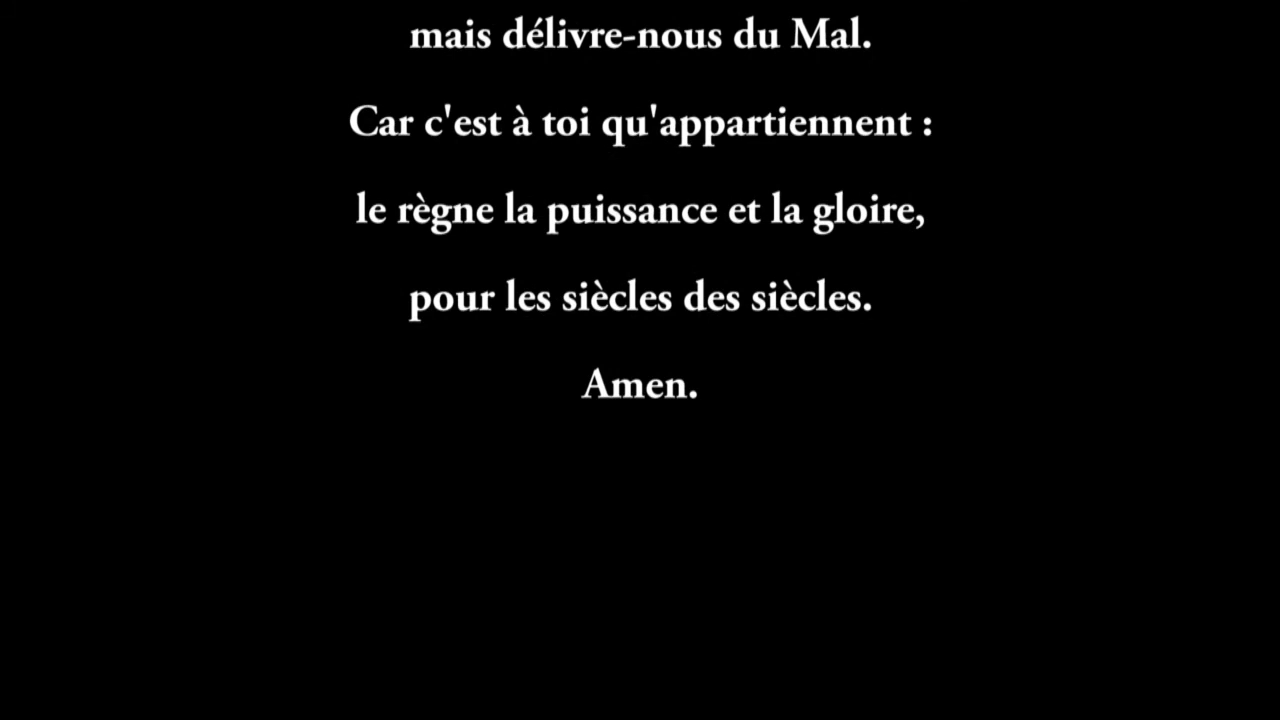 mais délivre-nous du Mal.
Car c'est à toi qu'appartiennent :
le règne la puissance et la gloire,
pour les siècles des siècles.
Amen.